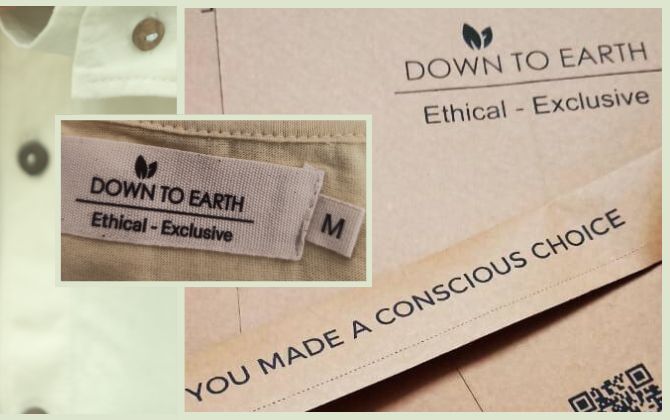 DOWN TO EARTH
Ethical - Exclusive
DOWN TO EARTH
Ethical - Exclusive
M
YOU MADE A CONSCIOUS CHOICE